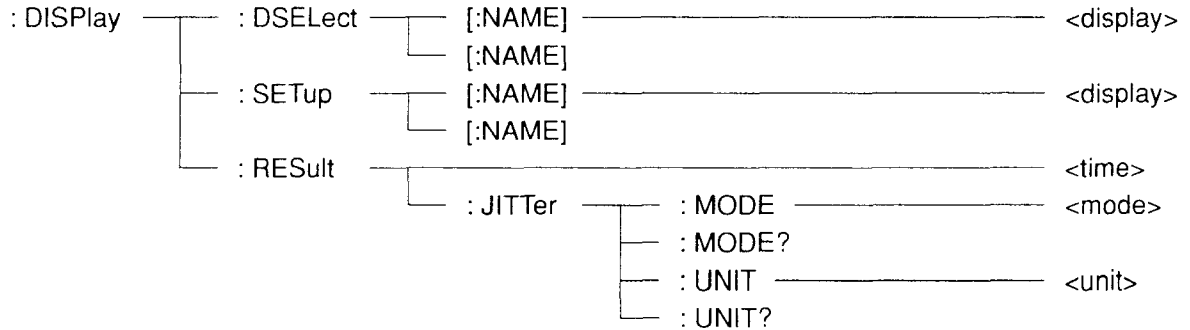 : DISPlay : DSELect [:NAME] <display>
[:NAME]
: SETup [:NAME] <display>
[:NAME]
: RESult <time>
: JITTer : MODE <mode>
: MODE?
: UNIT <unit>
: UNIT?